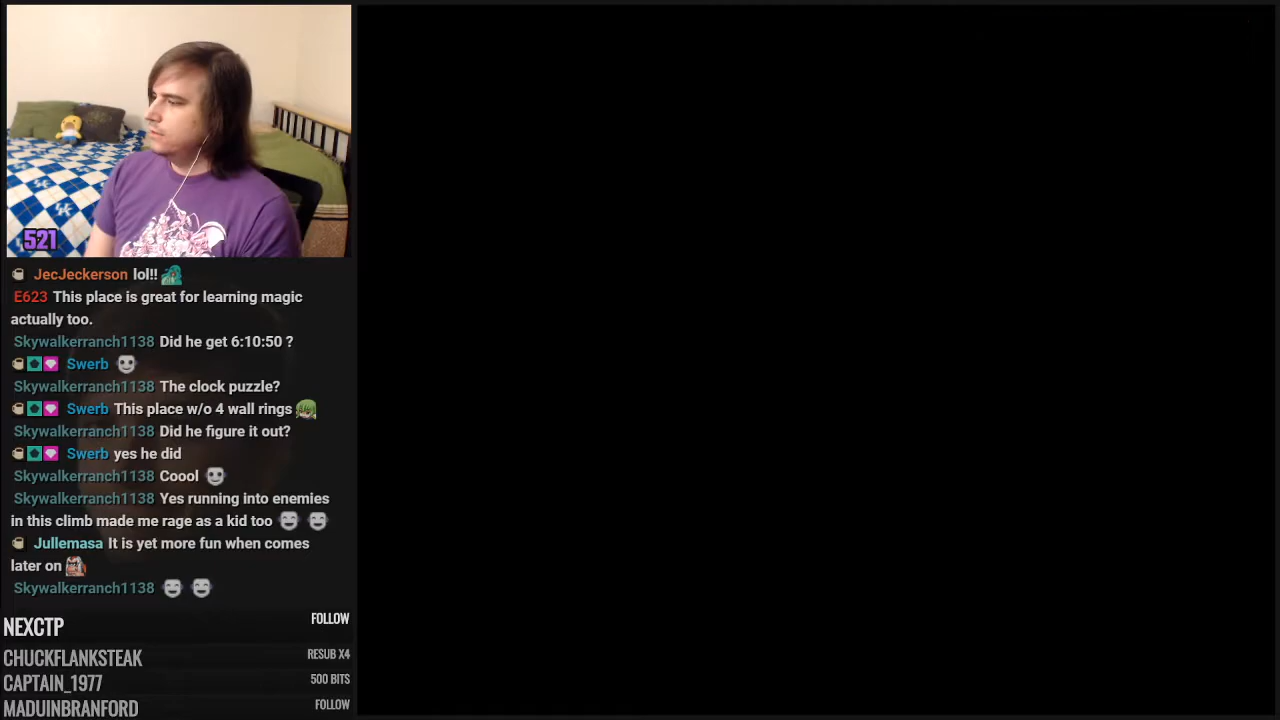 521
JecJeckerson lol!!
E623 This place is great for learning magic
actually too.
Skywalkerranch1138 Did he get 6:10:50 ?
Swerb
Skywalkerranch1138 The clock puzzle?
Swerb This place w/o 4 wall rings
Skywalkerranch1138 Did he figure it out?
Swerb yes he did
Skywalkerranch1138 Coool
Skywalkerranch1138 Yes running into enemies
in this climb made me rage as a kid too
Jullemasa It is yet more fun when comes
later on
Skywalkerranch1138
NEXCTP FOLLOW
CHUCKFLANKSTEAK RESUB X4
CAPTAIN_1977 500 BITS
MADUINBRANFORD FOLLOW